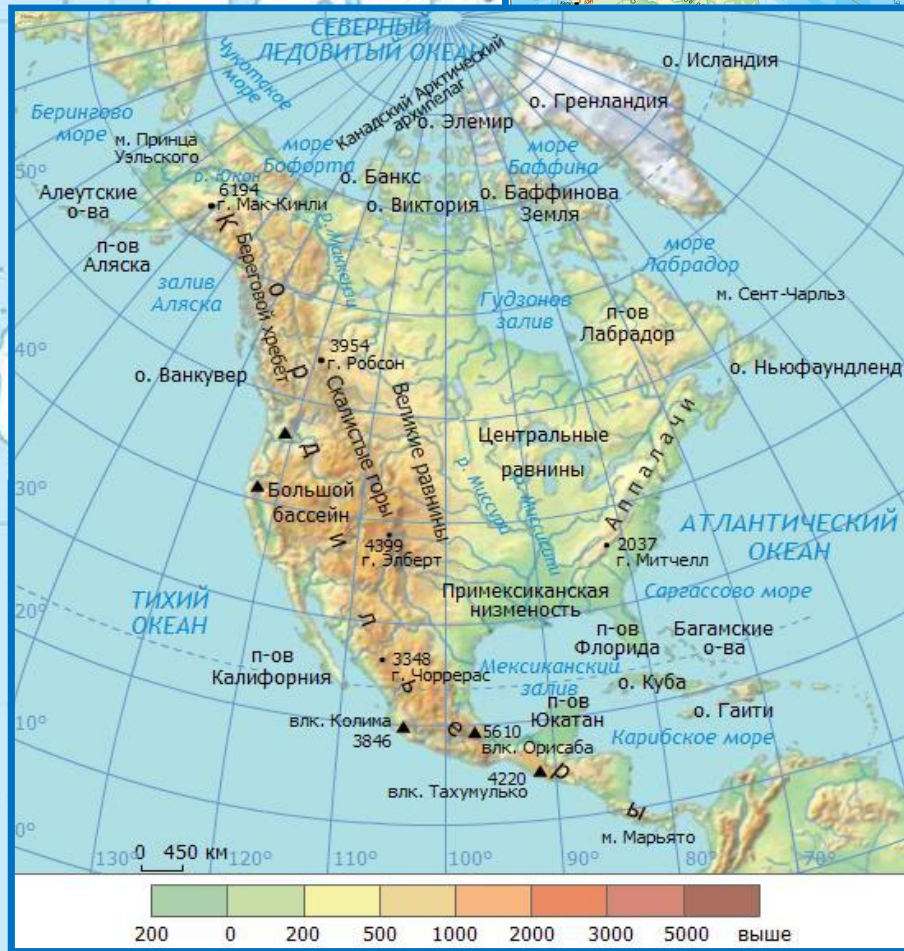 СЕВЕРНЫЙ
ЛЕДОВИТЫЙ ОКЕАН
Чукотское
море
Канадский Арктический
архипелаг
о. Исландия
о. Гренландия
о. Элемир
Берингово
море
м. Принца
Уэльского
море
Бофорта
море
Баффина
р. Юкон
50°
6194
г. Мак-Кинли
о. Банкс
о. Виктория
о. Баффинова
Земля
Алеутские
о-ва
п-ов
Аляска
р. Маккензи
Береговой хребет
залив
Аляска
море
Лабрадор
Гудзонов
залив
м. Сент-Чарльз
п-ов
Лабрадор
40°
3954
г. Робсон
о. Ванкувер
о. Ньюфаундленд
Скалистые горы
Великие равнины
Центральные
равнины
р. Миссури
р. Миссисипи
Аппалачи
Кордильеры
30°
Большой
бассейн
4399
г. Элберт
2037
г. Митчелл
АТЛАНТИЧЕСКИЙ
ОКЕАН
Примексиканская
низменость
Саргассово море
ТИХИЙ
ОКЕАН
20°
п-ов
Флорида
Багамские
о-ва
п-ов
Калифорния
3348
г. Чоррерас
Мексиканский
залив
о. Куба
п-ов
Юкатан
о. Гаити
10°
влк. Колима
3846
5610
влк. Орисаба
Карибское море
4220
влк. Тахумулько
м. Марьято
0°
0 450 км
130° 120° 110° 100° 90° 80° 70°
200 0 200 500 1000 2000 3000 5000 выше